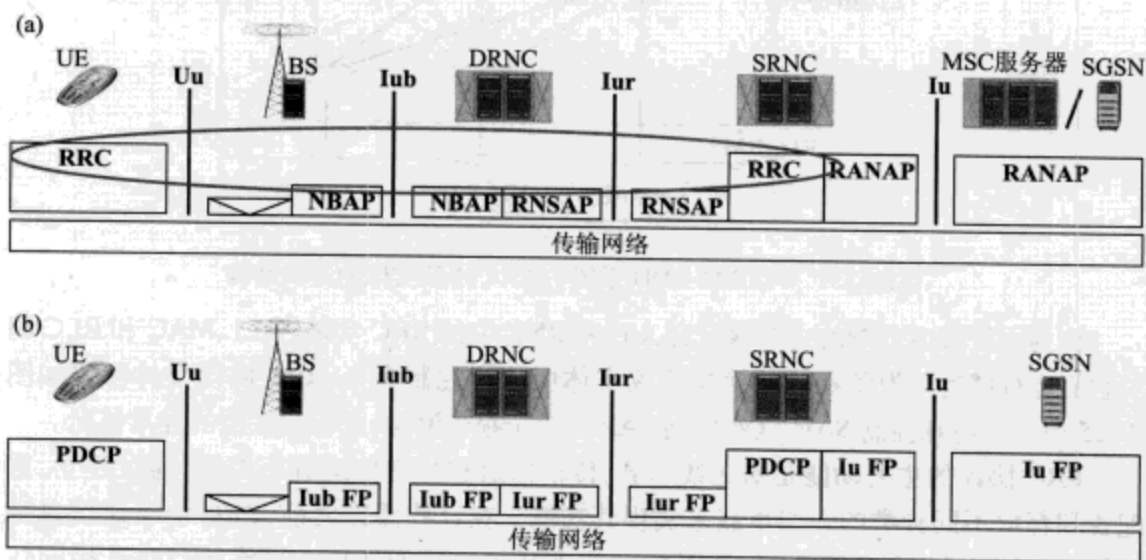 (a)
UE
Uu
BS
Iub
DRNC
Iur
SRNC
Iu
MSC服务器
SGSN
RRC
NBAP
NBAP
RNSAP
RNSAP
RRC
RANAP
RANAP
传输网络
(b)
UE
Uu
BS
Iub
DRNC
Iur
SRNC
Iu
SGSN
PDCP
Iub FP
Iub FP
Iur FP
Iur FP
PDCP
Iu FP
Iu FP
传输网络